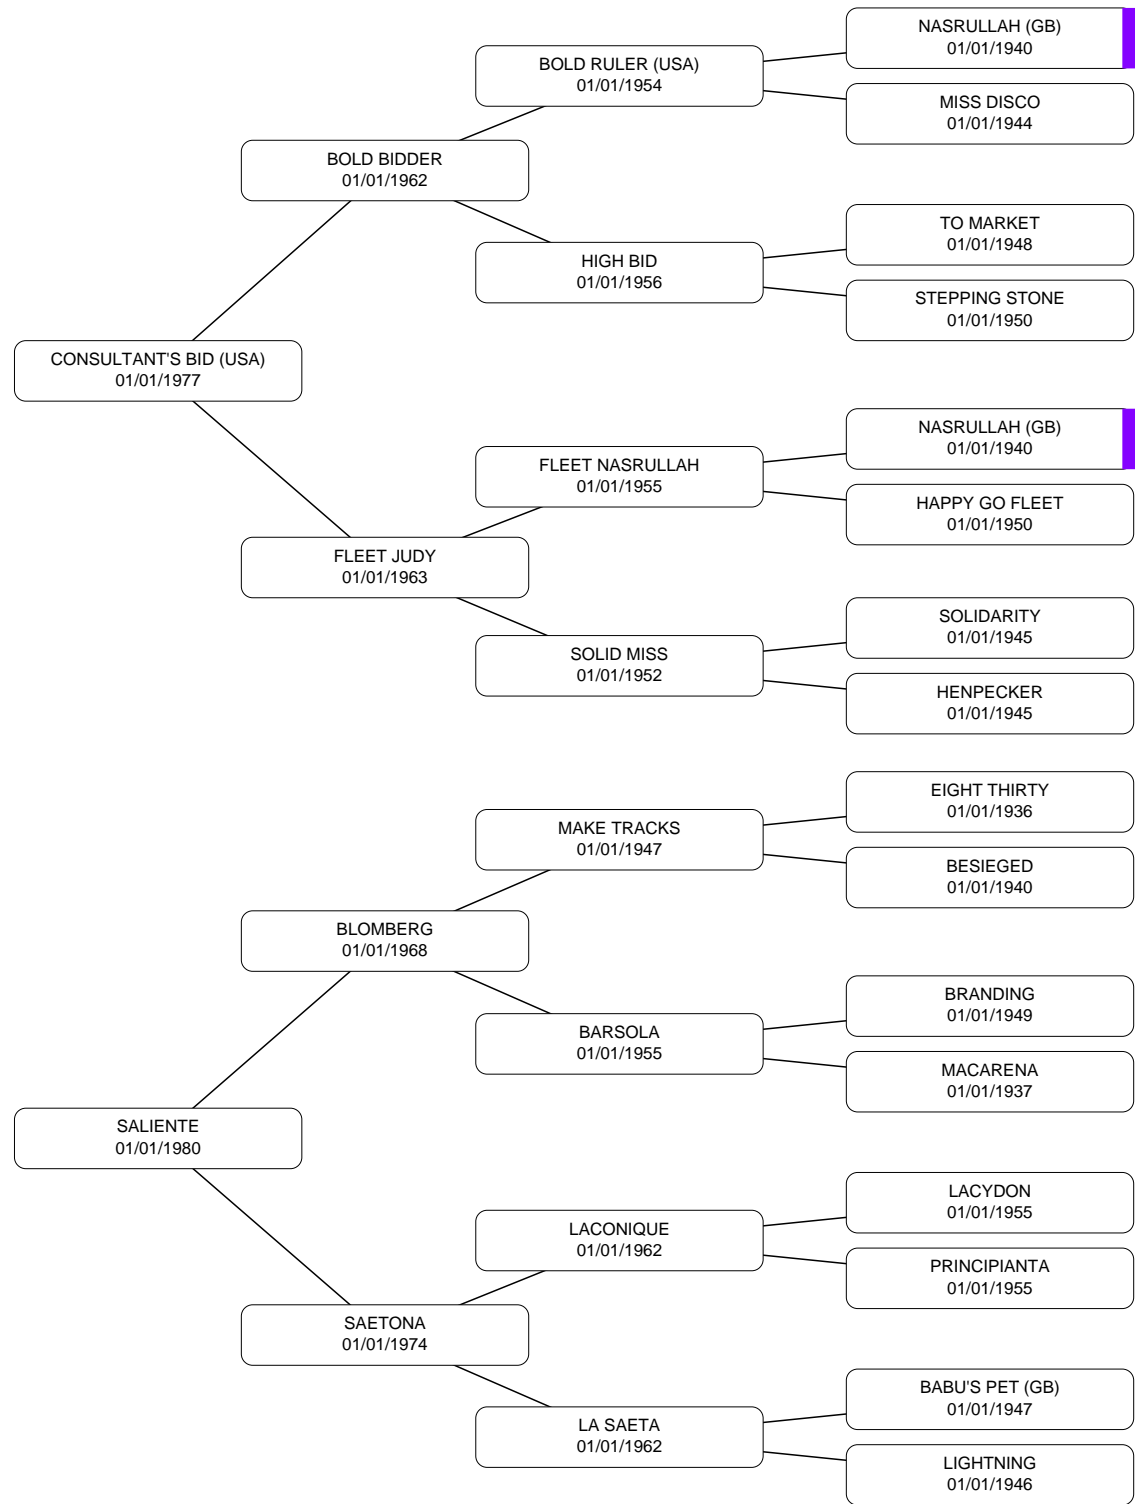 NASRULLAH (GB)
01/01/1940
BOLD RULER (USA)
01/01/1954
MISS DISCO
01/01/1944
BOLD BIDDER
01/01/1962
TO MARKET
01/01/1948
HIGH BID
01/01/1956
STEPPING STONE
01/01/1950
CONSULTANT'S BID (USA)
01/01/1977
NASRULLAH (GB)
01/01/1940
FLEET NASRULLAH
01/01/1955
HAPPY GO FLEET
01/01/1950
FLEET JUDY
01/01/1963
SOLIDARITY
01/01/1945
SOLID MISS
01/01/1952
HENPECKER
01/01/1945
EIGHT THIRTY
01/01/1936
MAKE TRACKS
01/01/1947
BESIEGED
01/01/1940
BLOMBERG
01/01/1968
BRANDING
01/01/1949
BARSOLA
01/01/1955
MACARENA
01/01/1937
SALIENTE
01/01/1980
LACYDON
01/01/1955
LACONIQUE
01/01/1962
PRINCIPIANTA
01/01/1955
SAETONA
01/01/1974
BABU'S PET (GB)
01/01/1947
LA SAETA
01/01/1962
LIGHTNING
01/01/1946